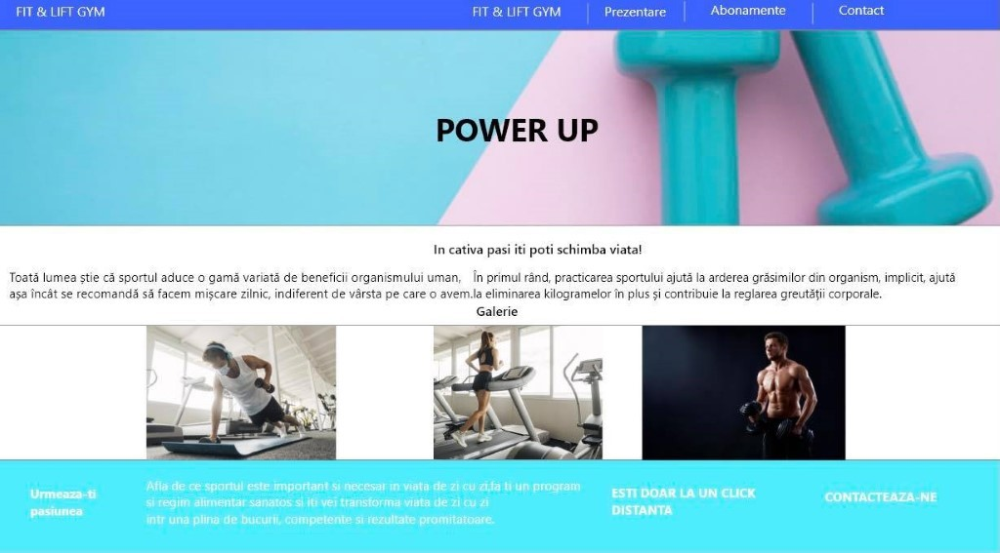 FIT & LIFT GYM
FIT & LIFT GYM
Prezentare
Abonamente
Contact
POWER UP
In cativa pasi iti poti schimba viata!
Toată lumea știe că sportul aduce o gamă variată de beneficii organismului uman,
așa încât se recomandă să facem mișcare zilnic, indiferent de vârsta pe care o avem.
În primul rând, practicarea sportului ajută la arderea grăsimilor din organism, implicit, ajută
la eliminarea kilogramelor în plus și contribuie la reglarea greutății corporale.
Galerie
Urmeaza-ti
pasiunea
Afla de ce sportul este important si necesar in viata de zi cu zi,fa ti un program
si regim alimentar sanatos si iti vei transforma viata de zi cu zi
intr una plina de bucurii, competente si rezultate promitatoare.
ESTI DOAR LA UN CLICK
DISTANTA
CONTACTEAZA-NE